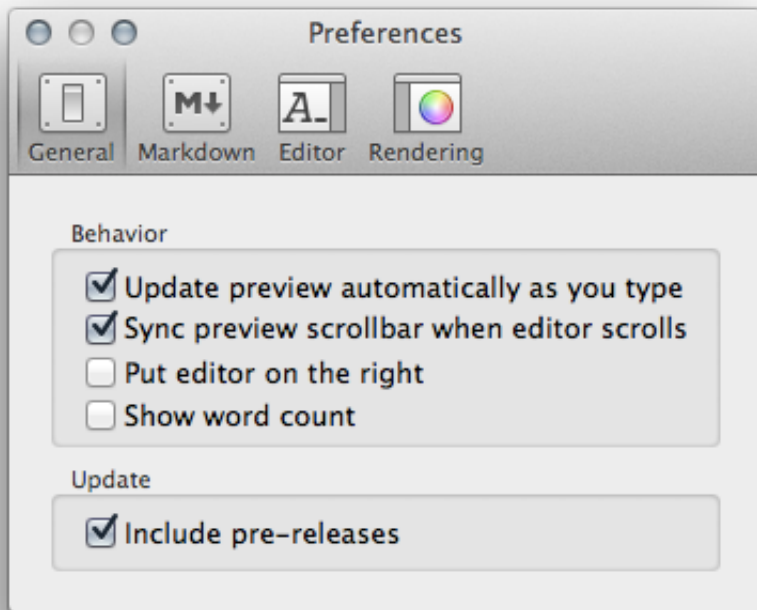 Preferences
M↓
A_
General Markdown Editor Rendering
Behavior
Update preview automatically as you type
Sync preview scrollbar when editor scrolls
Put editor on the right
Show word count
Update
Include pre-releases